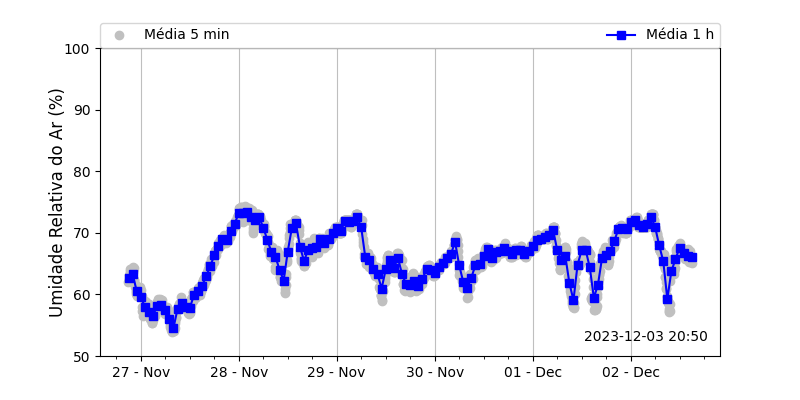 Média 5 min Média 1 h
Umidade Relativa do Ar (%)
100
90
80
70
60
50
2023-12-03 20:50
27 - Nov 28 - Nov 29 - Nov 30 - Nov 01 - Dec 02 - Dec